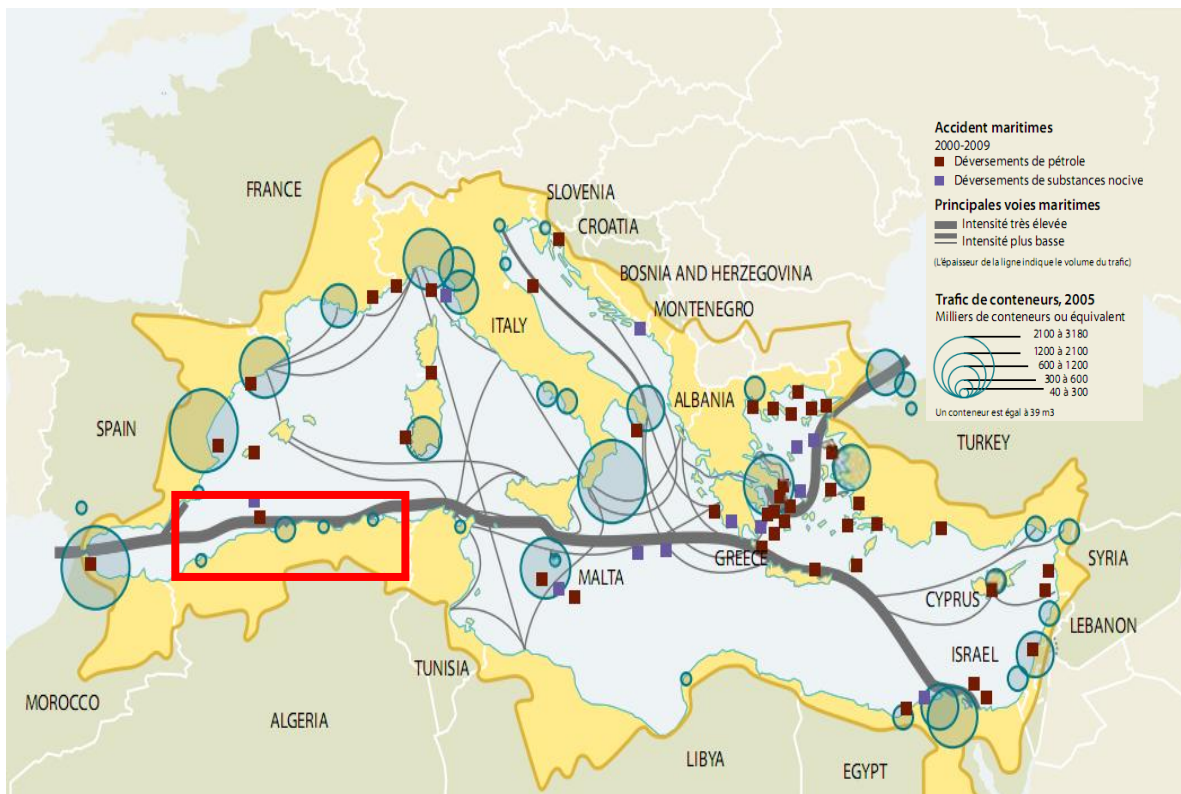 Accident maritimes
2000-2009
Déversements de pétrole
Déversements de substances nocive
Principales voies maritimes
Intensité très élevée
Intensité plus basse
(L'épaisseur de la ligne indique le volume du trafic)
Trafic de conteneurs, 2005
Milliers de conteneurs ou équivalent
2100 à 3180
1200 à 2100
600 à 1200
300 à 600
40 à 300
Un conteneur est égal à 39 m3
FRANCE
SLOVENIA
CROATIA
BOSNIA AND HERZEGOVINA
MONTENEGRO
ITALY
ALBANIA
SPAIN
TURKEY
GREECE
SYRIA
MALTA
CYPRUS
LEBANON
ISRAEL
TUNISIA
MOROCCO
ALGERIA
LIBYA
EGYPT